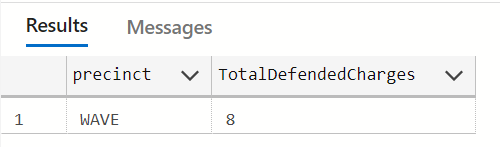 Results Messages
precinct TotalDefendedCharges
1 WAVE 8